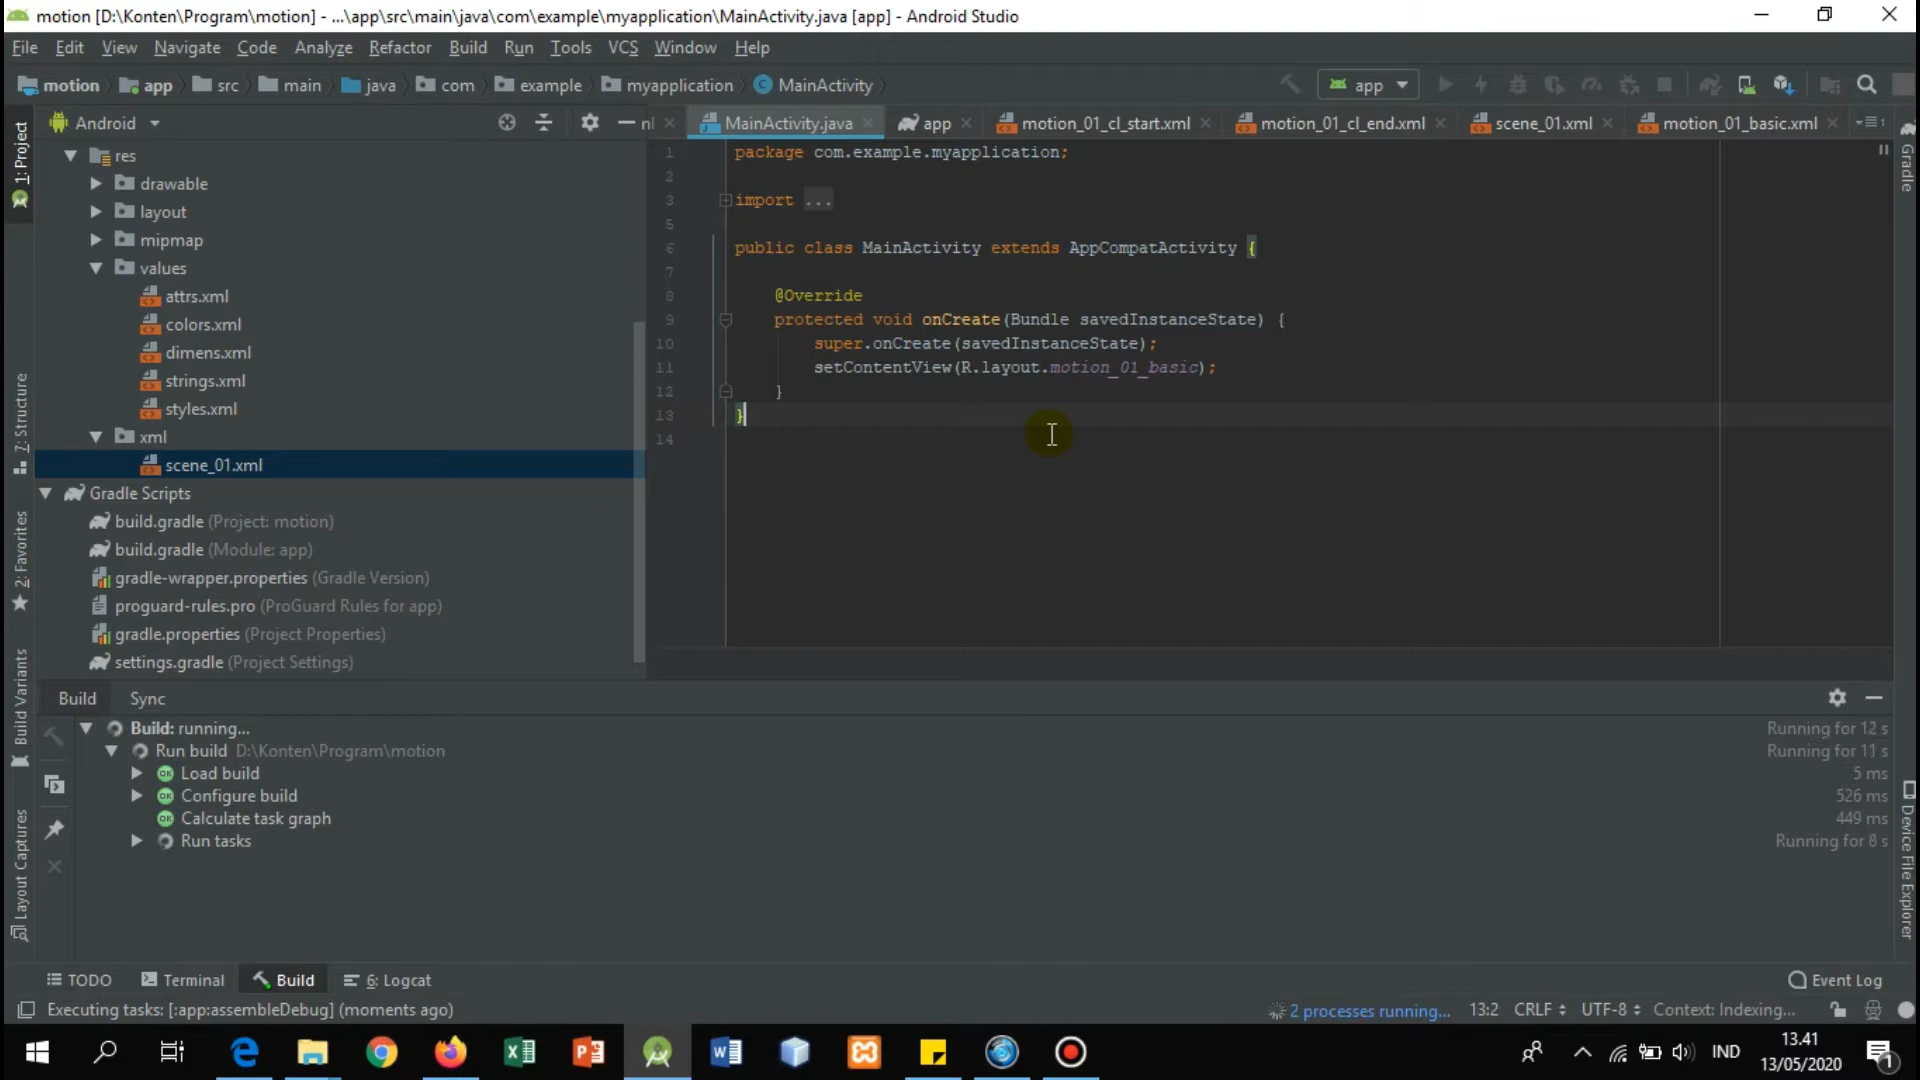 motion [D:\Konten\Program\motion] - ...\app\src\main\java\com\example\myapplication\MainActivity.java [app] - Android Studio
File Edit View Navigate Code Analyze Refactor Build Run Tools VCS Window Help
motion app src main java com example myapplication MainActivity
app
Android
nl MainActivity.java app motion_01_cl_start.xml motion_01_cl_end.xml scene_01.xml motion_01_basic.xml
1: Project
7: Structure
2: Favorites
Build Variants
Layout Captures
res
drawable
layout
mipmap
values
attrs.xml
colors.xml
dimens.xml
strings.xml
styles.xml
xml
scene_01.xml
Gradle Scripts
build.gradle (Project: motion)
build.gradle (Module: app)
gradle-wrapper.properties (Gradle Version)
proguard-rules.pro (ProGuard Rules for app)
gradle.properties (Project Properties)
settings.gradle (Project Settings)
1 package com.example.myapplication;
2
3 import ...
5
6 public class MainActivity extends AppCompatActivity {
7
8 @Override
9 protected void onCreate(Bundle savedInstanceState) {
10 super.onCreate(savedInstanceState);
11 setContentView(R.layout.motion_01_basic);
12 }
13 }
14
Gradle
Device File Explorer
Build Sync
Build: running... Running for 12 s
Run build D:\Konten\Program\motion Running for 11 s
Load build 5 ms
Configure build 526 ms
Calculate task graph 449 ms
Run tasks Running for 8 s
TODO Terminal Build 6: Logcat Event Log
Executing tasks: [:app:assembleDebug] (moments ago) 2 processes running... 13:2 CRLF UTF-8 Context: Indexing...
IND
13.41
13/05/2020
1